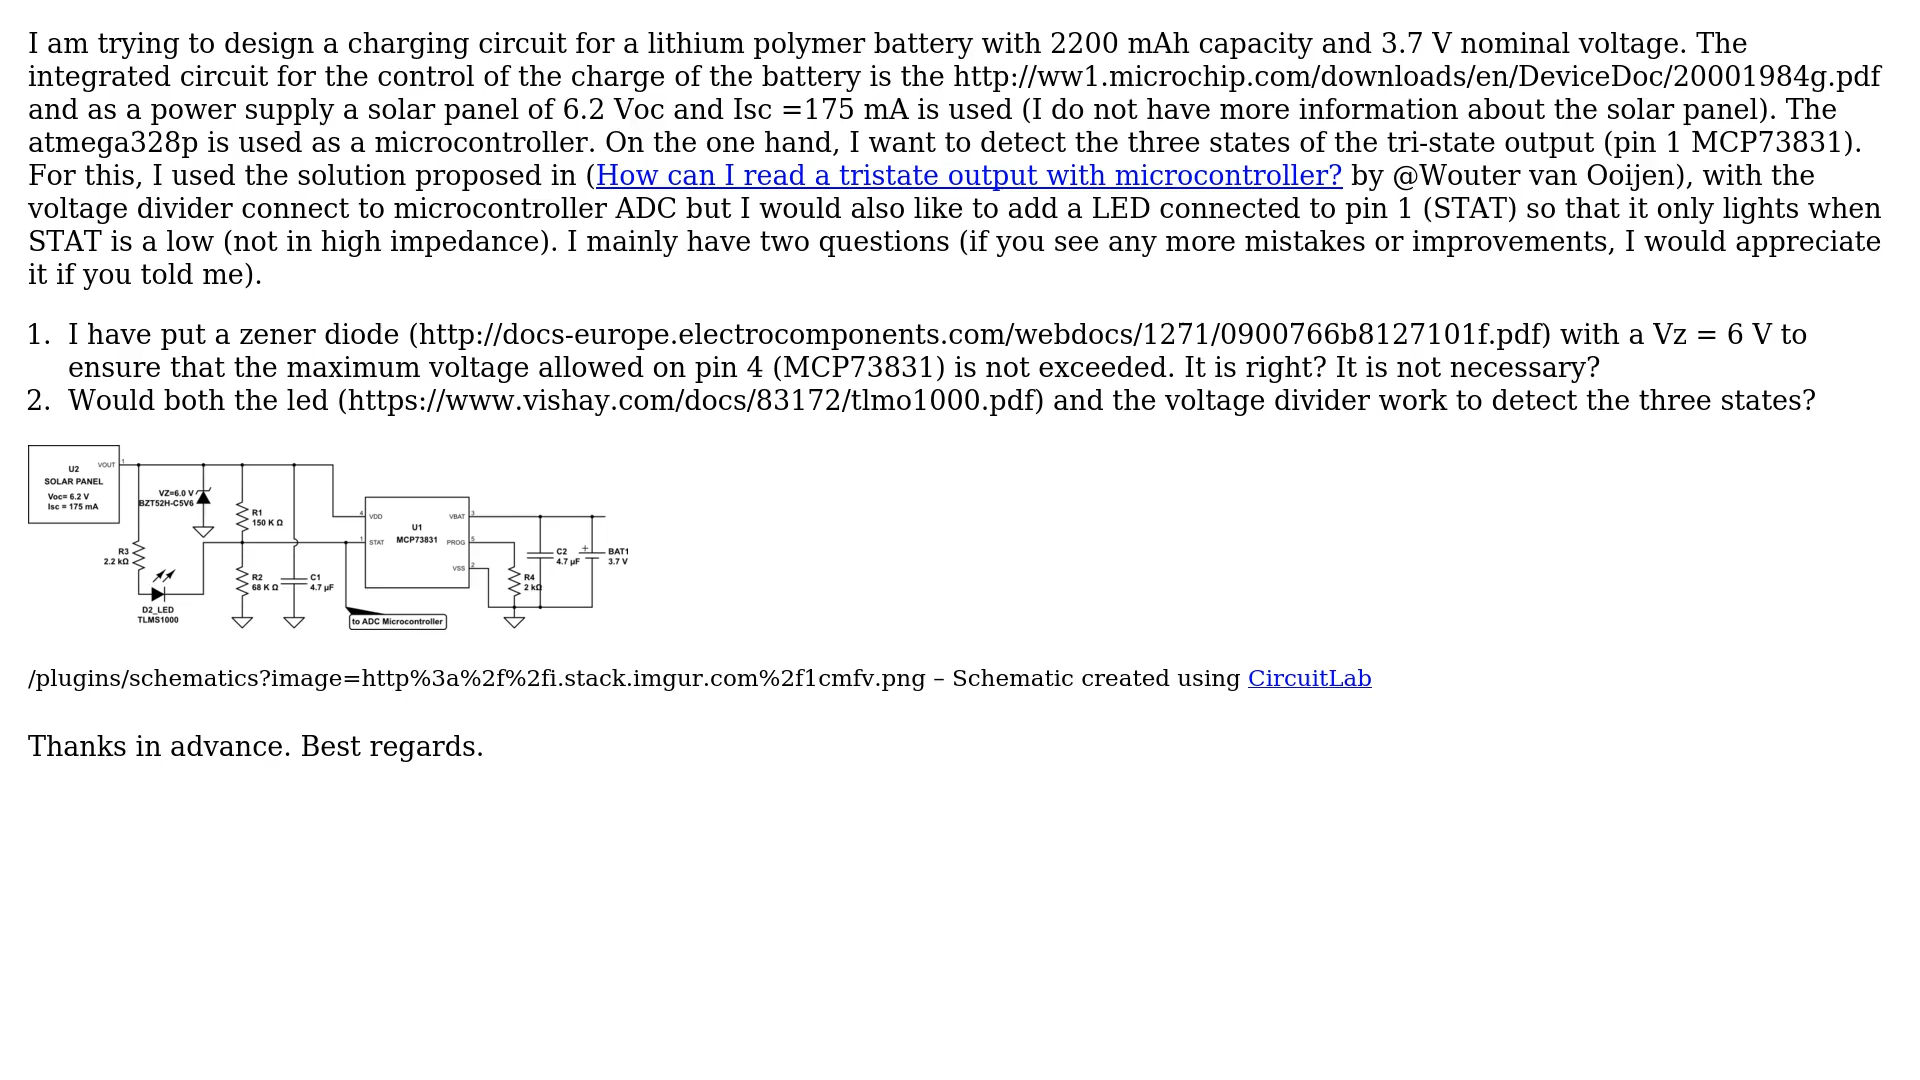 I am trying to design a charging circuit for a lithium polymer battery with 2200 mAh capacity and 3.7 V nominal voltage. The
integrated circuit for the control of the charge of the battery is the http://ww1.microchip.com/downloads/en/DeviceDoc/20001984g.pdf
and as a power supply a solar panel of 6.2 Voc and Isc =175 mA is used (I do not have more information about the solar panel). The
atmega328p is used as a microcontroller. On the one hand, I want to detect the three states of the tri-state output (pin 1 MCP73831).
For this, I used the solution proposed in (How can I read a tristate output with microcontroller? by @Wouter van Ooijen), with the
voltage divider connect to microcontroller ADC but I would also like to add a LED connected to pin 1 (STAT) so that it only lights when
STAT is a low (not in high impedance). I mainly have two questions (if you see any more mistakes or improvements, I would appreciate
it if you told me).
1. I have put a zener diode (http://docs-europe.electrocomponents.com/webdocs/1271/0900766b8127101f.pdf) with a Vz = 6 V to
ensure that the maximum voltage allowed on pin 4 (MCP73831) is not exceeded. It is right? It is not necessary?
2. Would both the led (https://www.vishay.com/docs/83172/tlmo1000.pdf) and the voltage divider work to detect the three states?
U2
SOLAR PANEL
Voc= 6.2 V
Isc = 175 mA
VOUT
1
VZ=6.0 V
BZT52H-C5V6
R1
150 K Ω
R3
2.2 kΩ
D2_LED
TLMS1000
R2
68 K Ω
C1
4.7 µF
4
VDD
1
STAT
U1
MCP73831
VBAT
3
PROG
5
VSS
2
to ADC Microcontroller
R4
2 kΩ
C2
4.7 µF
+
BAT1
3.7 V
/plugins/schematics?image=http%3a%2f%2fi.stack.imgur.com%2f1cmfv.png – Schematic created using CircuitLab
Thanks in advance. Best regards.